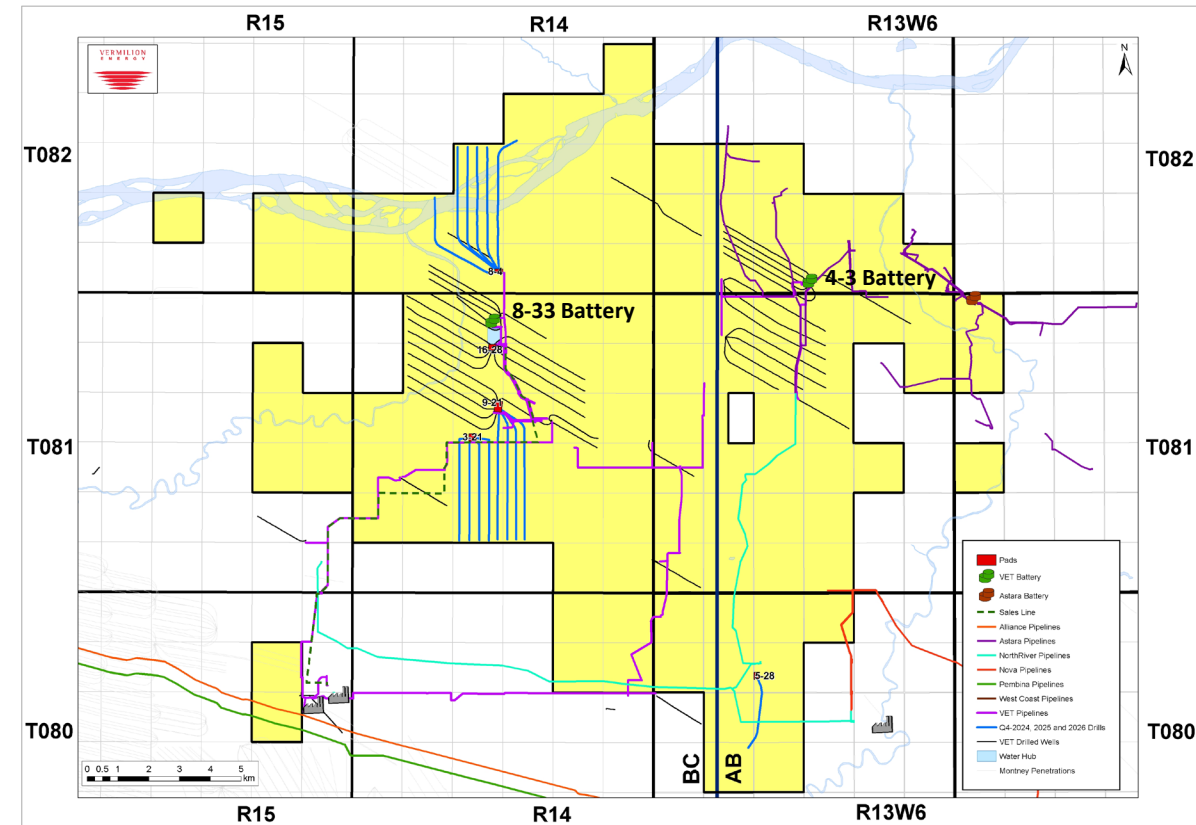 R15
R14
R13W6
VERMILION
ENERGY
N
T082
T082
8-4
4-3 Battery
8-33 Battery
16-28
9-21
3-21
T081
T081
Pads
VET Battery
Astara Battery
Sales Line
Alliance Pipelines
Astara Pipelines
NorthRiver Pipelines
Nova Pipelines
Pembina Pipelines
West Coast Pipelines
VET Pipelines
Q4-2024, 2025 and 2026 Drills
VET Drilled Wells
Water Hub
Montney Penetrations
5-28
T080
T080
BC
AB
0 0.5 1 2 3 4 5
km
R15
R14
R13W6